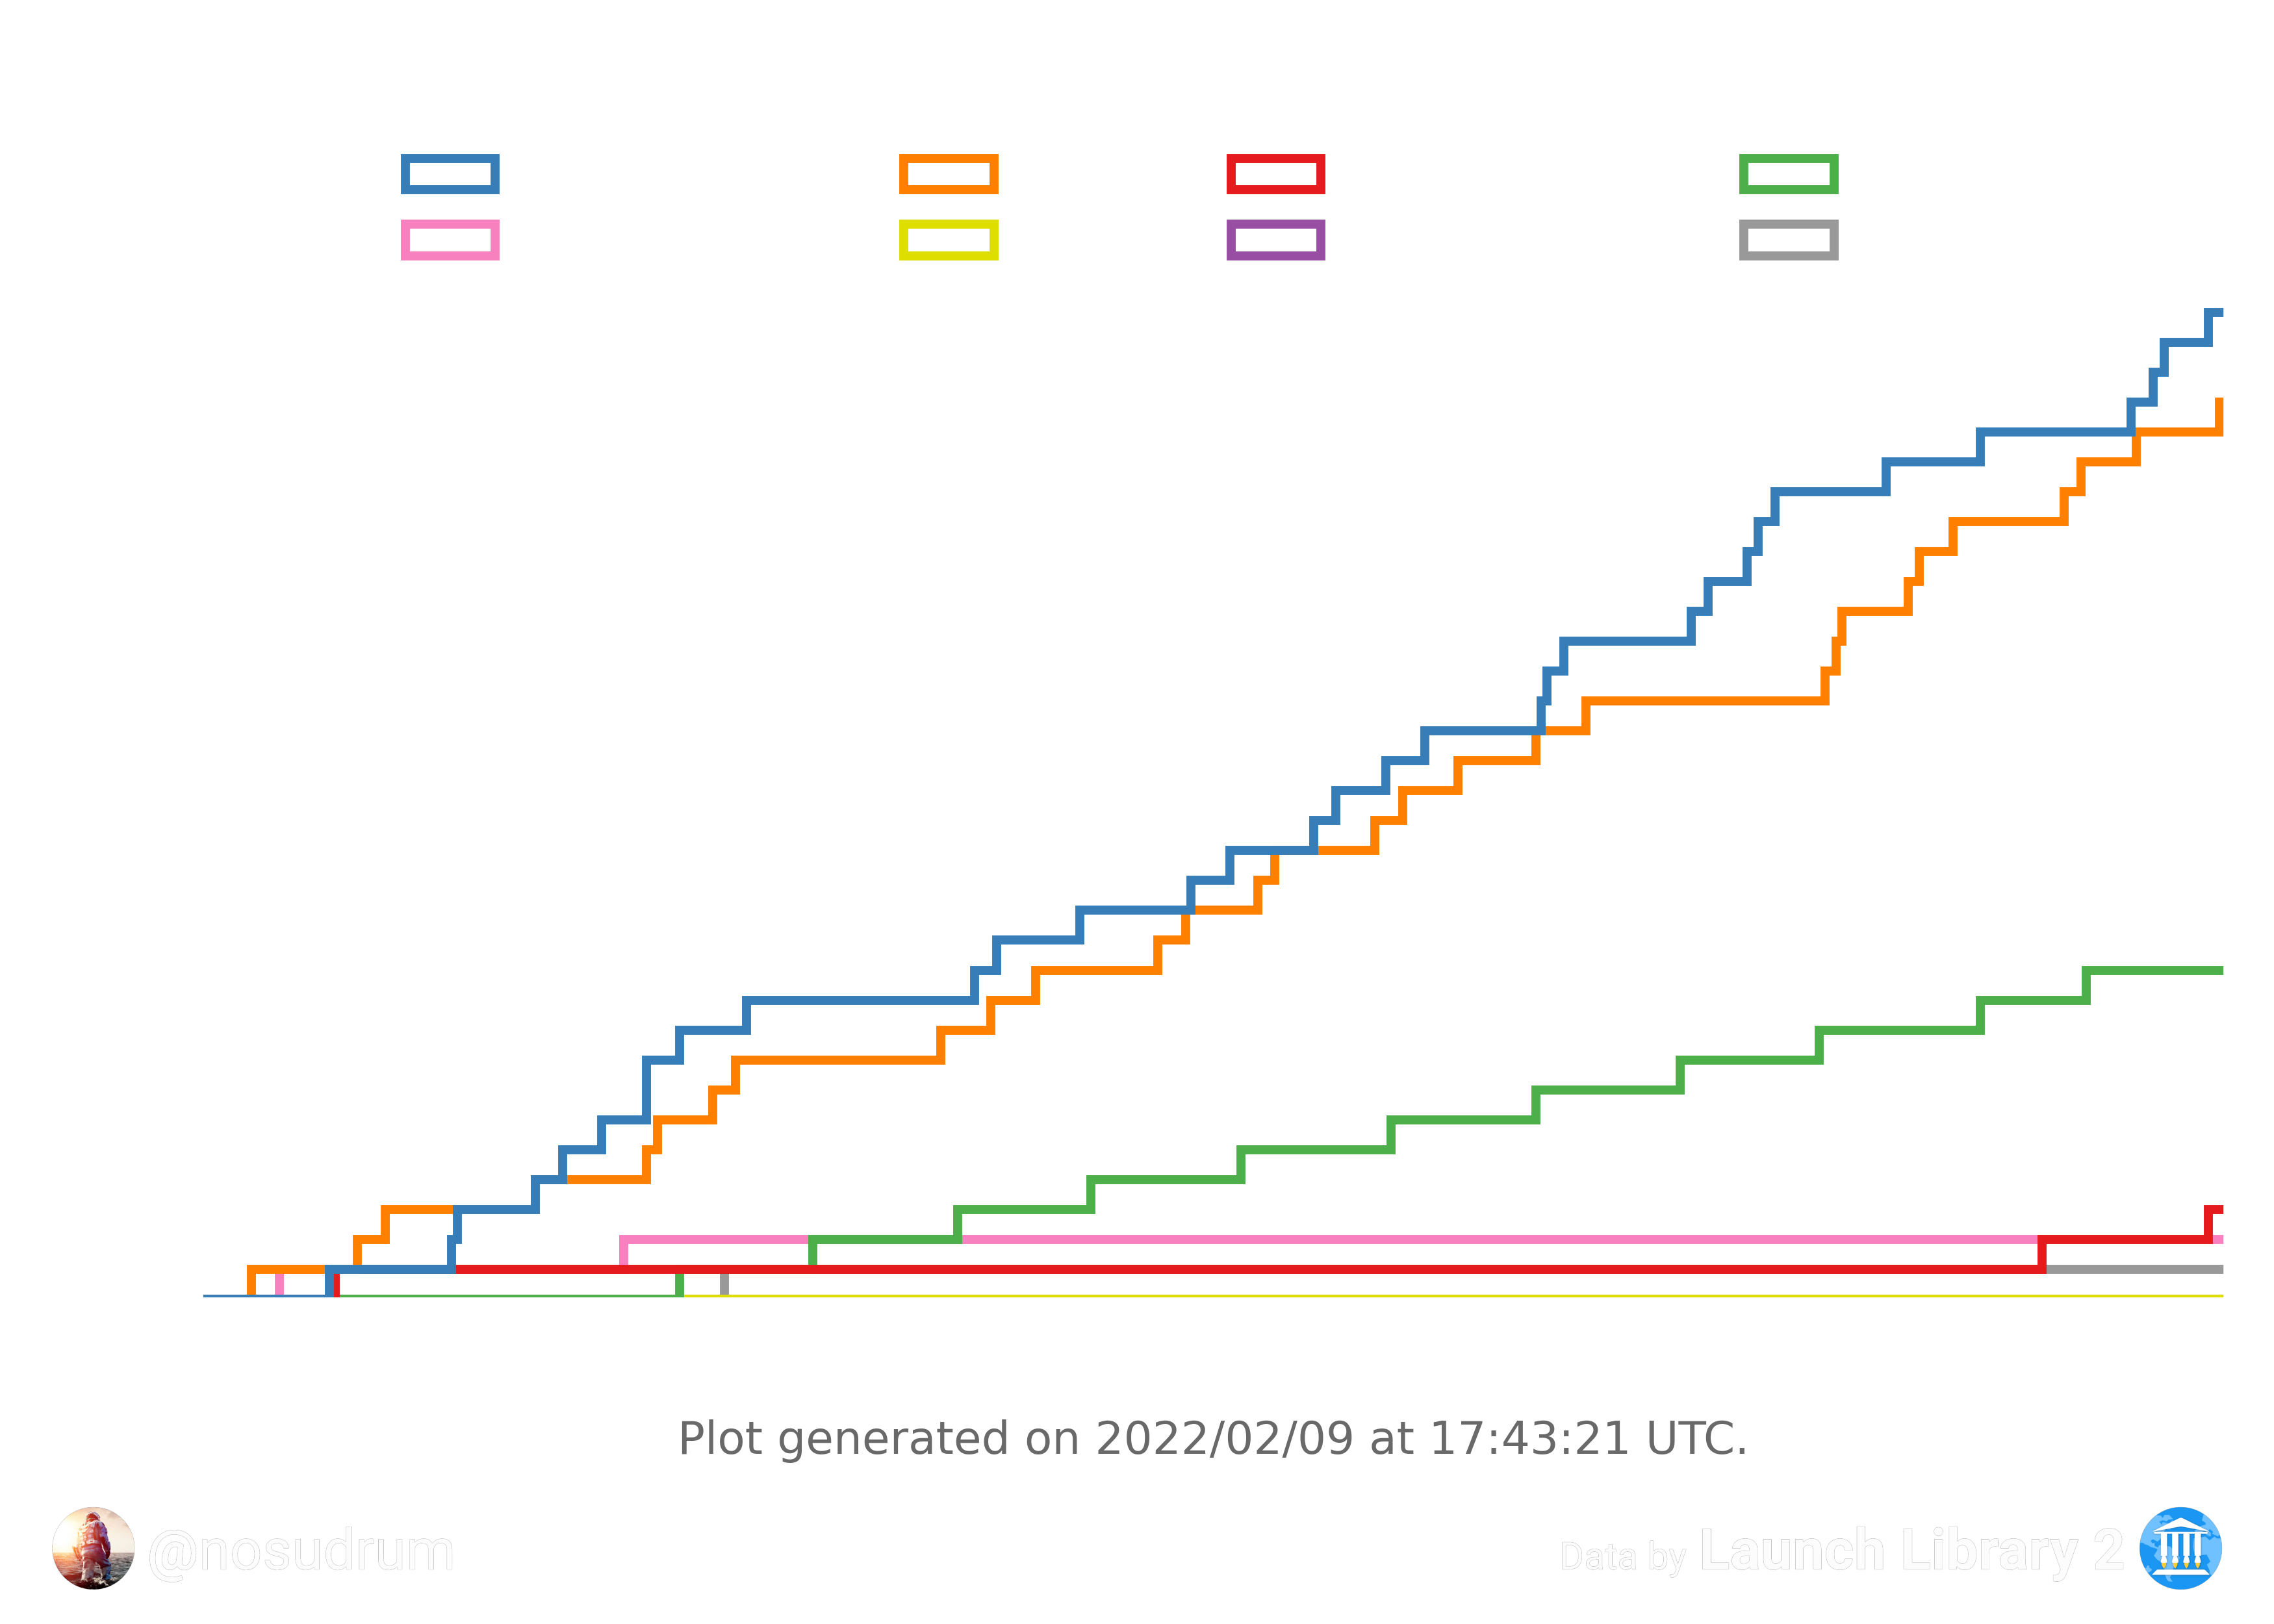 Plot generated on 2022/02/09 at 17:43:21 UTC.
@nosudrum
Data by Launch Library 2